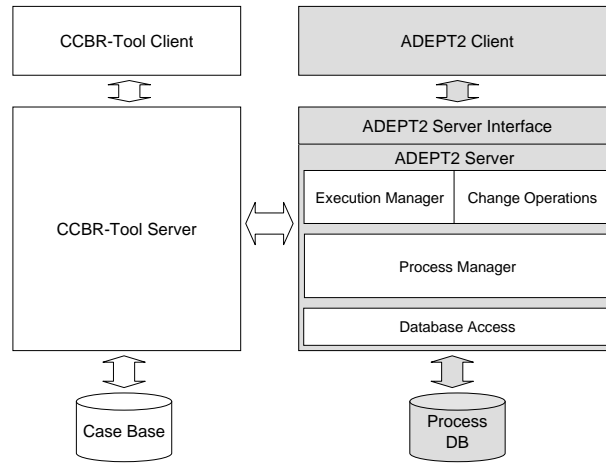 CCBR-Tool Client
ADEPT2 Client
ADEPT2 Server Interface
ADEPT2 Server
Execution Manager
Change Operations
CCBR-Tool Server
Process Manager
Database Access
Case Base
Process
DB